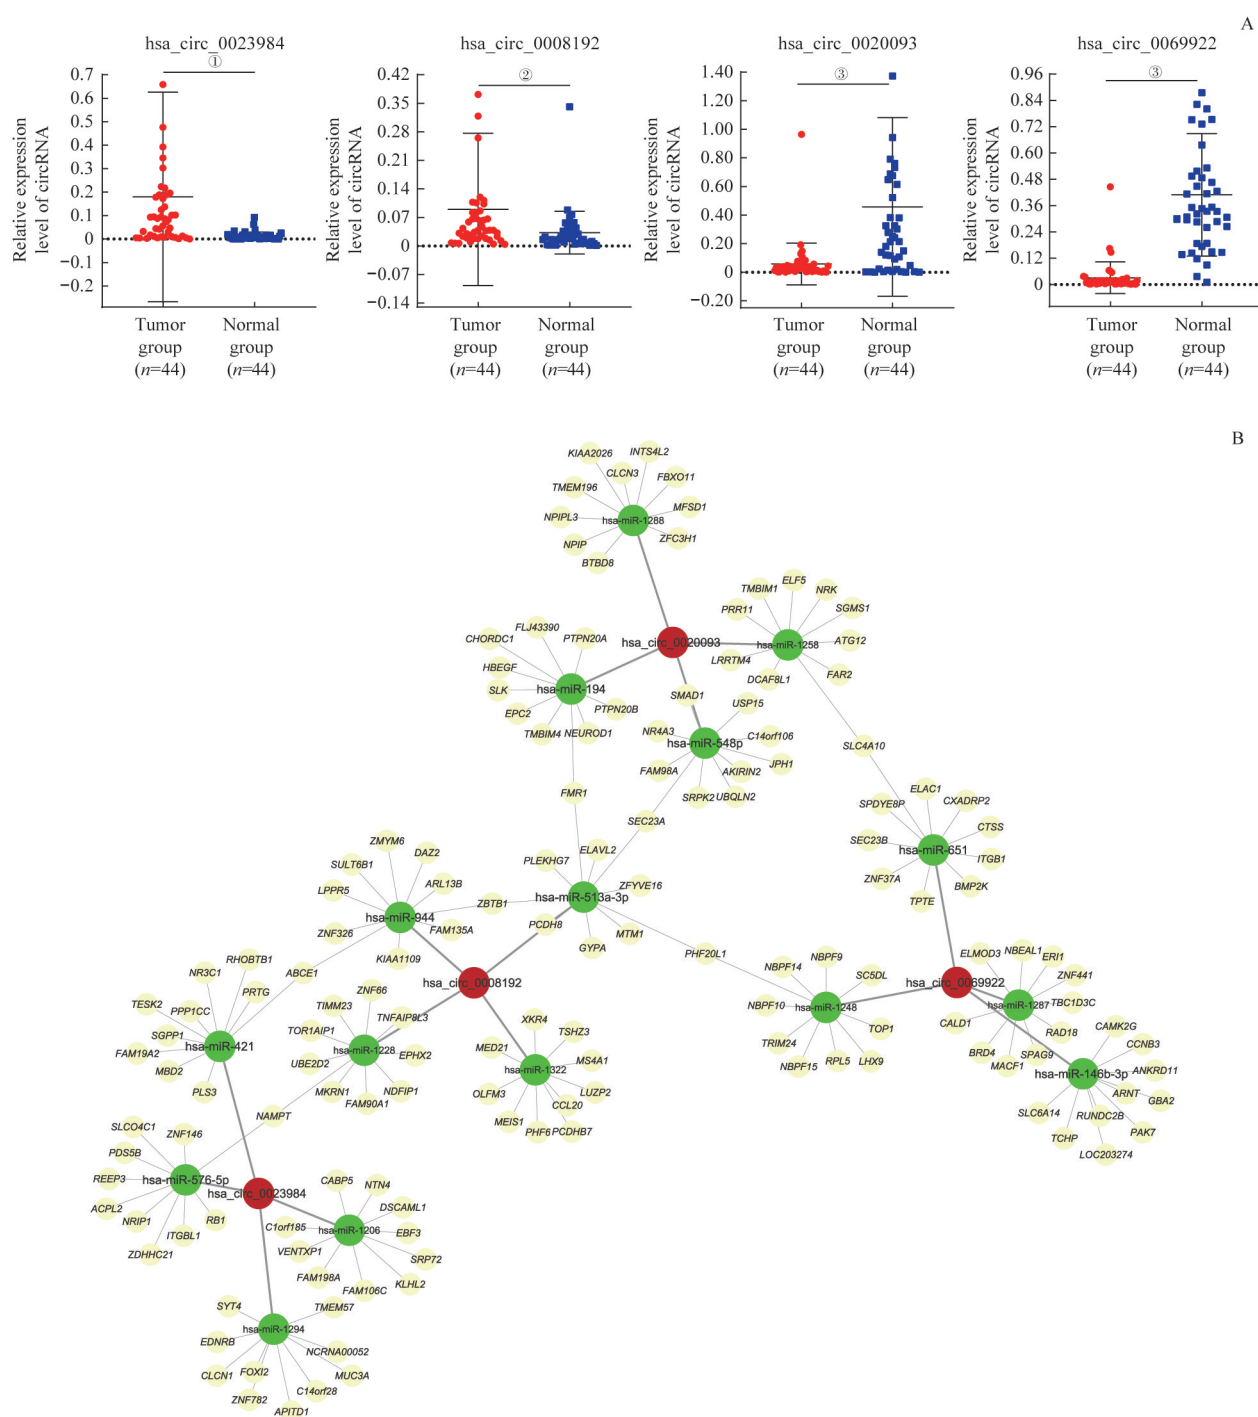 A
hsa_circ_0023984
hsa_circ_0008192
hsa_circ_0020093
hsa_circ_0069922
①
②
③
③
Relative expression
level of circRNA
0.7
0.6
0.5
0.4
0.3
0.2
0.1
0
−0.1
−0.2
Tumor
group
(n=44)
Normal
group
(n=44)
Relative expression
level of circRNA
0.42
0.35
0.28
0.21
0.14
0.07
0
−0.07
−0.14
Tumor
group
(n=44)
Normal
group
(n=44)
Relative expression
level of circRNA
1.40
1.20
1.00
0.80
0.60
0.40
0.20
0
−0.20
Tumor
group
(n=44)
Normal
group
(n=44)
Relative expression
level of circRNA
0.96
0.84
0.72
0.60
0.48
0.36
0.24
0.12
0
Tumor
group
(n=44)
Normal
group
(n=44)
B
KIAA2026
INTS4L2
CLCN3
FBXO11
TMEM196
MFSD1
NPIPL3
hsa-miR-1288
ZFC3H1
NPIP
BTBD8
TMBIM1
ELF5
NRK
PRR11
SGMS1
hsa_circ_0020093
hsa-miR-1258
ATG12
LRRTM4
FAR2
DCAF8L1
FLJ43390
CHORDC1
PTPN20A
HBEGF
SLK
hsa-miR-194
EPC2
PTPN20B
TMBIM4
NEUROD1
SMAD1
USP15
NR4A3
C14orf106
hsa-miR-548p
SLC4A10
FAM98A
AKIRIN2
JPH1
SRPK2
UBQLN2
FMR1
SEC23A
ELAC1
SPDYE8P
CXADRP2
CTSS
SEC23B
hsa-miR-651
ITGB1
ZNF37A
BMP2K
TPTE
ZMYM6
DAZ2
SULT6B1
LPPR5
ARL13B
hsa-miR-944
ZNF326
FAM135A
KIAA1109
ZBTB1
PLEKHG7
ELAVL2
ZFYVE16
hsa-miR-513a-3p
PCDH8
MTM1
GYPA
PHF20L1
NR3C1
RHOBTB1
ABCE1
PRTG
TESK2
PPP1CC
SGPP1
hsa-miR-421
FAM19A2
MBD2
PLS3
hsa_circ_0008192
ZNF66
TIMM23
TNFAIP8L3
TOR1AIP1
hsa-miR-1228
EPHX2
UBE2D2
MKRN1
NDFIP1
FAM90A1
XKR4
TSHZ3
MED21
MS4A1
hsa-miR-1322
OLFM3
LUZP2
CCL20
MEIS1
PHF6
PCDHB7
NBPF9
NBPF14
SC5DL
NBPF10
hsa-miR-1248
TOP1
TRIM24
RPL5
LHX9
NBPF15
ELMOD3
NBEAL1
ERI1
ZNF441
hsa_circ_0069922
hsa-miR-1287
TBC1D3C
CALD1
RAD18
BRD4
SPAG9
MACF1
CAMK2G
CCNB3
ANKRD11
hsa-miR-146b-3p
ARNT
GBA2
SLC6A14
RUNDC2B
PAK7
TCHP
LOC203274
NAMPT
SLCO4C1
ZNF146
PDS5B
REEP3
hsa-miR-576-5p
hsa_circ_0023984
ACPL2
NRIP1
RB1
ITGBL1
ZDHHC21
CABP5
NTN4
DSCAML1
C1orf185
hsa-miR-1206
EBF3
VENTXP1
SRP72
FAM198A
KLHL2
FAM106C
TMEM57
SYT4
hsa-miR-1294
EDNRB
NCRNA00052
CLCN1
FOXI2
MUC3A
C14orf28
ZNF782
APITD1